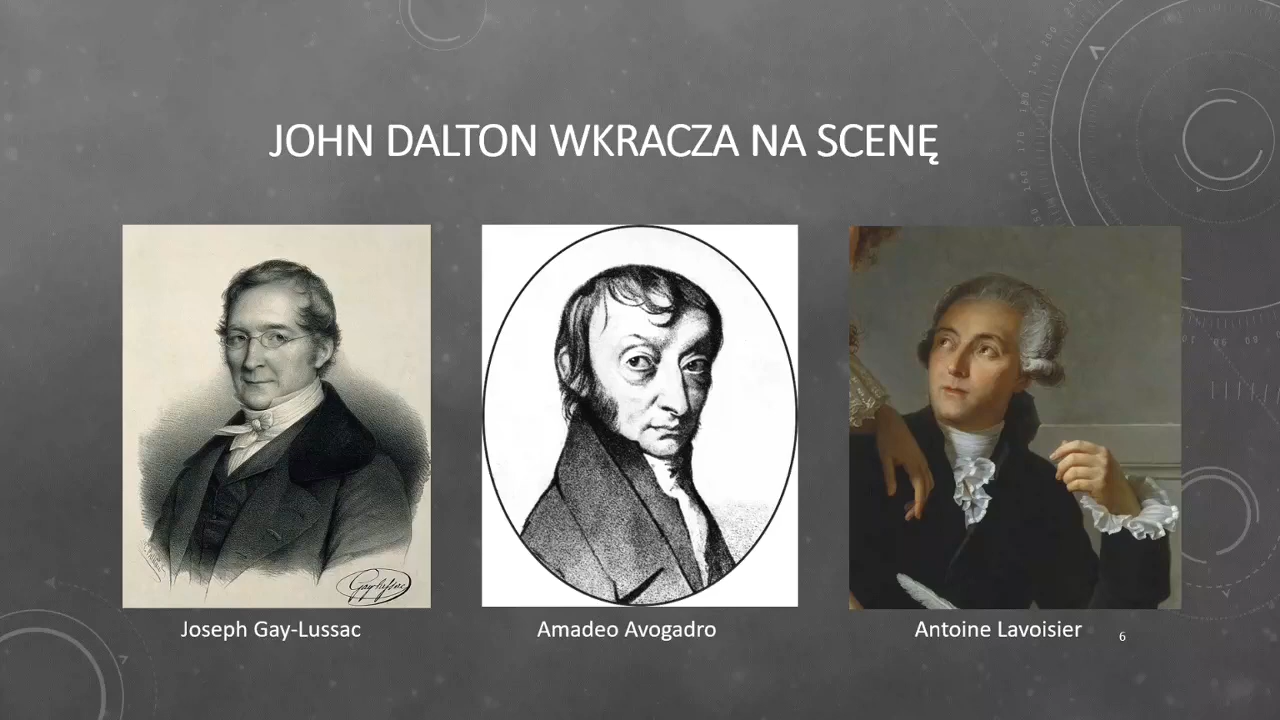 JOHN DALTON WKRACZA NA SCENĘ
Joseph Gay-Lussac
Amadeo Avogadro
Antoine Lavoisier
6